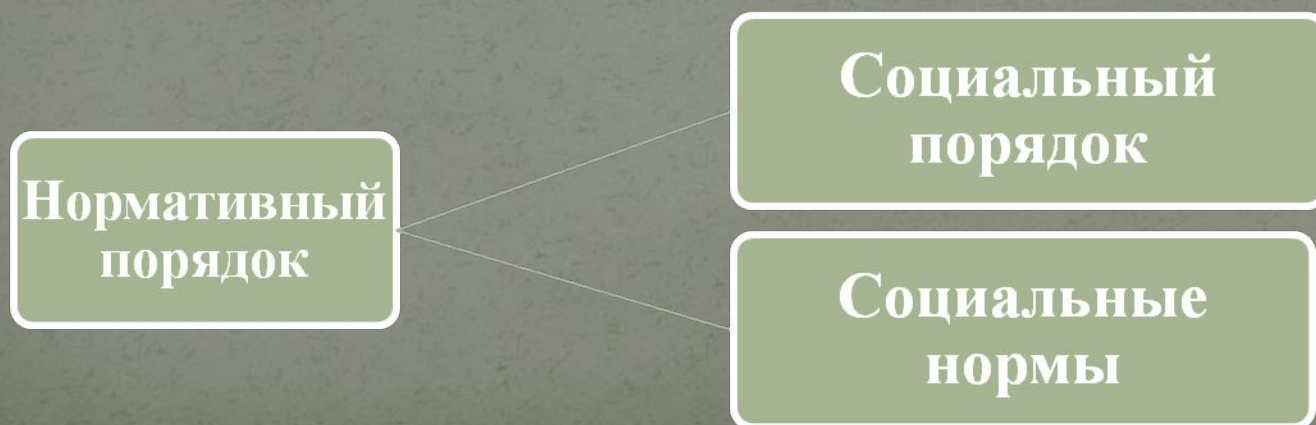 Нормативный
порядок
Социальный
порядок
Социальные
нормы